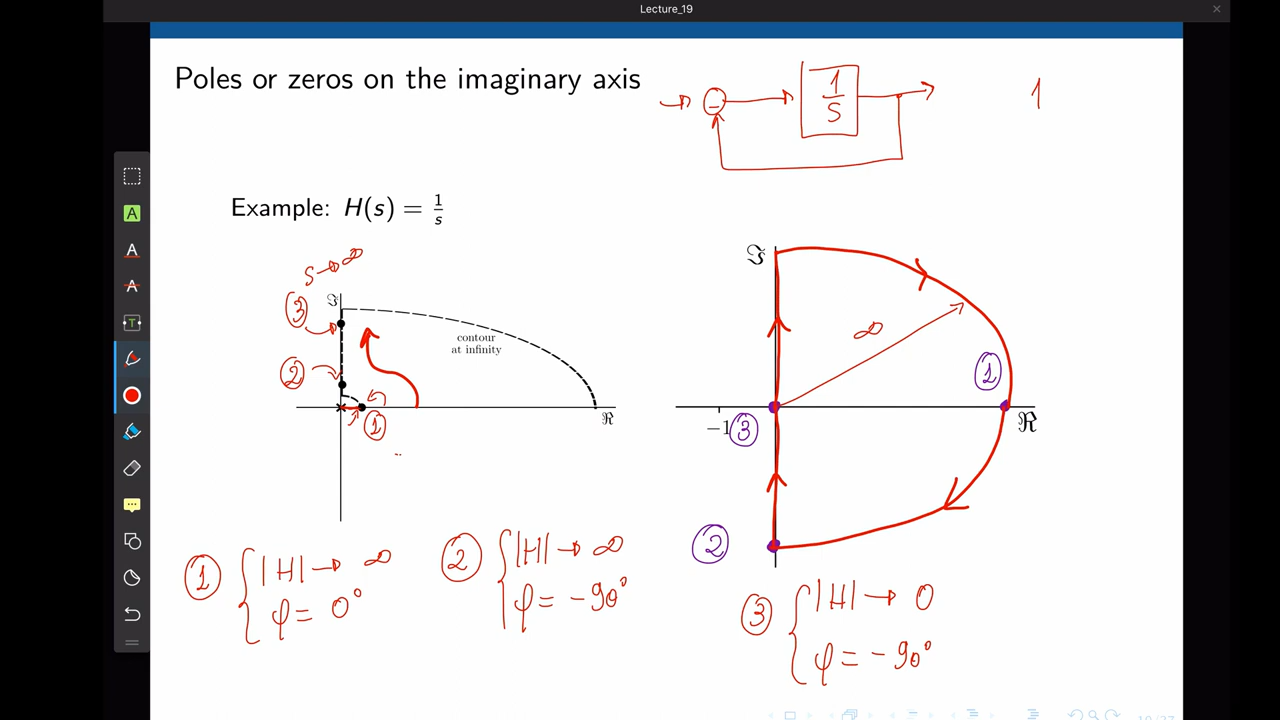 Lecture_19
Poles or zeros on the imaginary axis
−
1/S
1
Example: H(s) = 1/s
S → ∞
③
ℑ
②
contour
at infinity
①
ℜ
ℑ
∞
①
−1
③
ℜ
②
① { |H| → ∞
φ = 0°
② { |H| → ∞
φ = −90°
③ { |H| → 0
φ = −90°
A
A
A
T